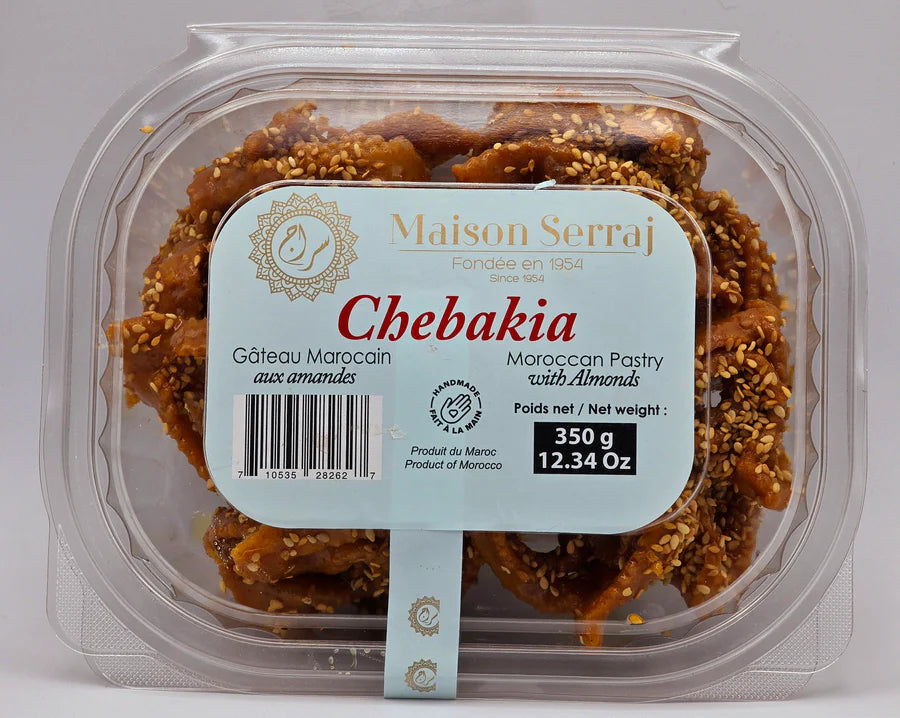 سراج
Maison Serraj
Fondée en 1954
Since 1954
Chebakia
Gâteau Marocain
aux amandes
Moroccan Pastry
with Almonds
HANDMADE
FAIT À LA MAIN
Poids net / Net weight :
350 g
12.34 Oz
Produit du Maroc
Product of Morocco
7 10535 28262 7